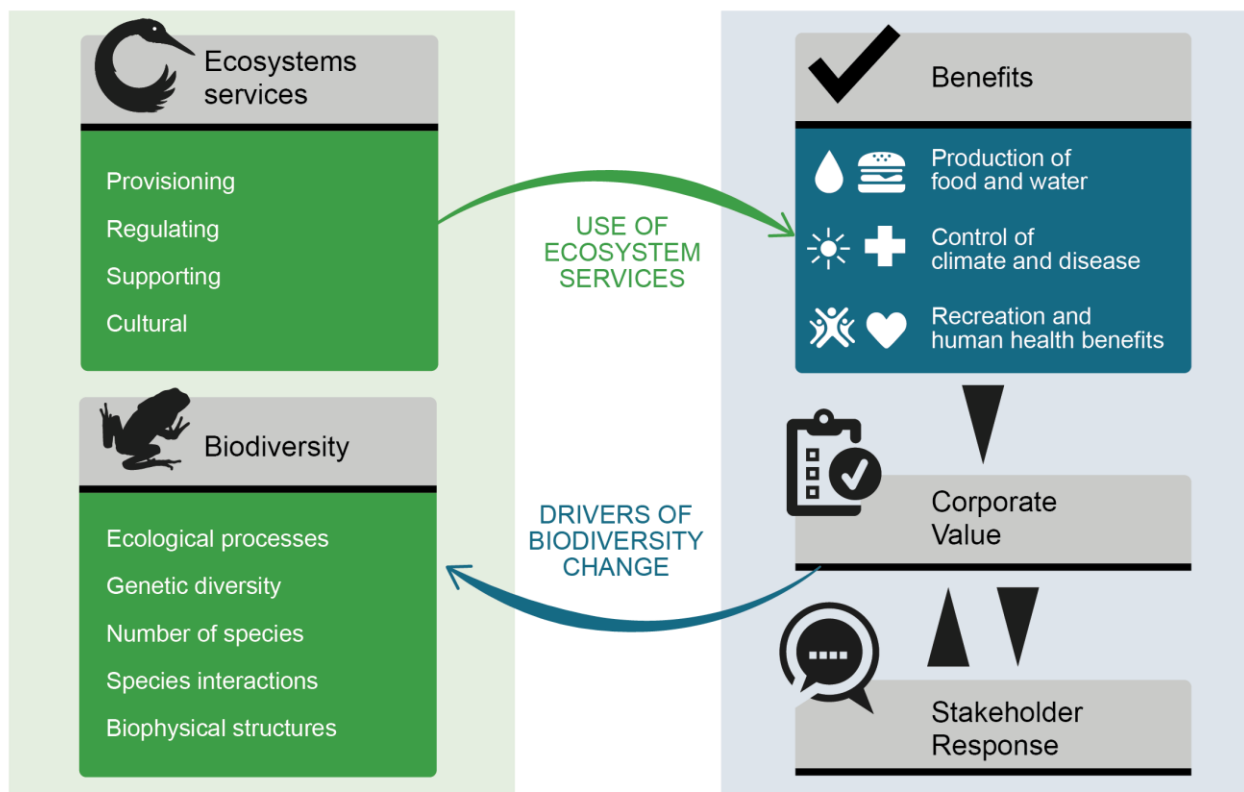 Ecosystems
services
Provisioning
Regulating
Supporting
Cultural
Biodiversity
Ecological processes
Genetic diversity
Number of species
Species interactions
Biophysical structures
USE OF
ECOSYSTEM
SERVICES
DRIVERS OF
BIODIVERSITY
CHANGE
Benefits
Production of
food and water
Control of
climate and disease
Recreation and
human health benefits
Corporate
Value
Stakeholder
Response